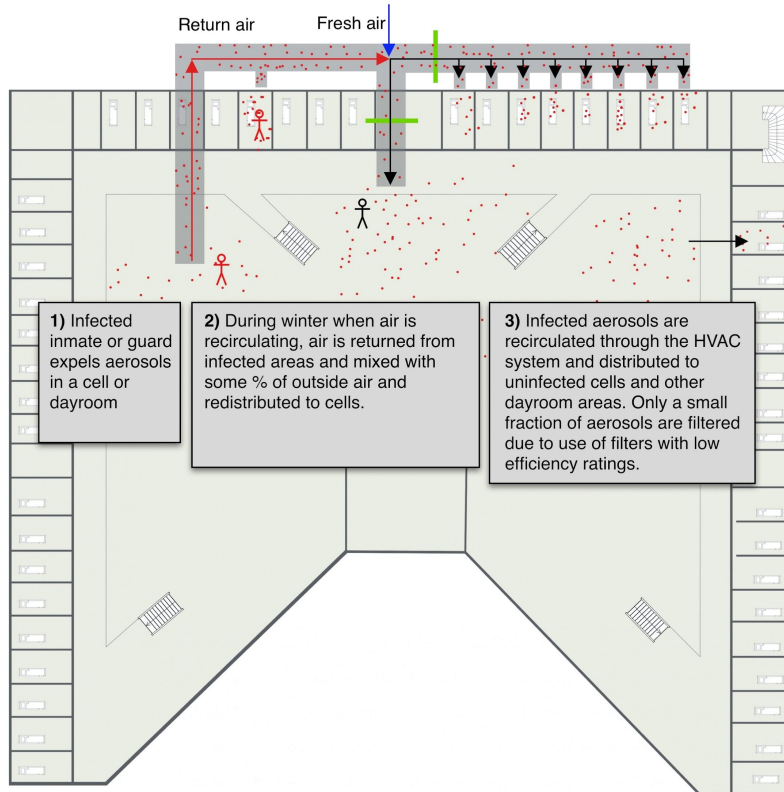 Return air
Fresh air
1) Infected
inmate or guard
expels aerosols
in a cell or
dayroom
2) During winter when air is
recirculating, air is returned from
infected areas and mixed with
some % of outside air and
redistributed to cells.
3) Infected aerosols are
recirculated through the HVAC
system and distributed to
uninfected cells and other
dayroom areas. Only a small
fraction of aerosols are filtered
due to use of filters with low
efficiency ratings.